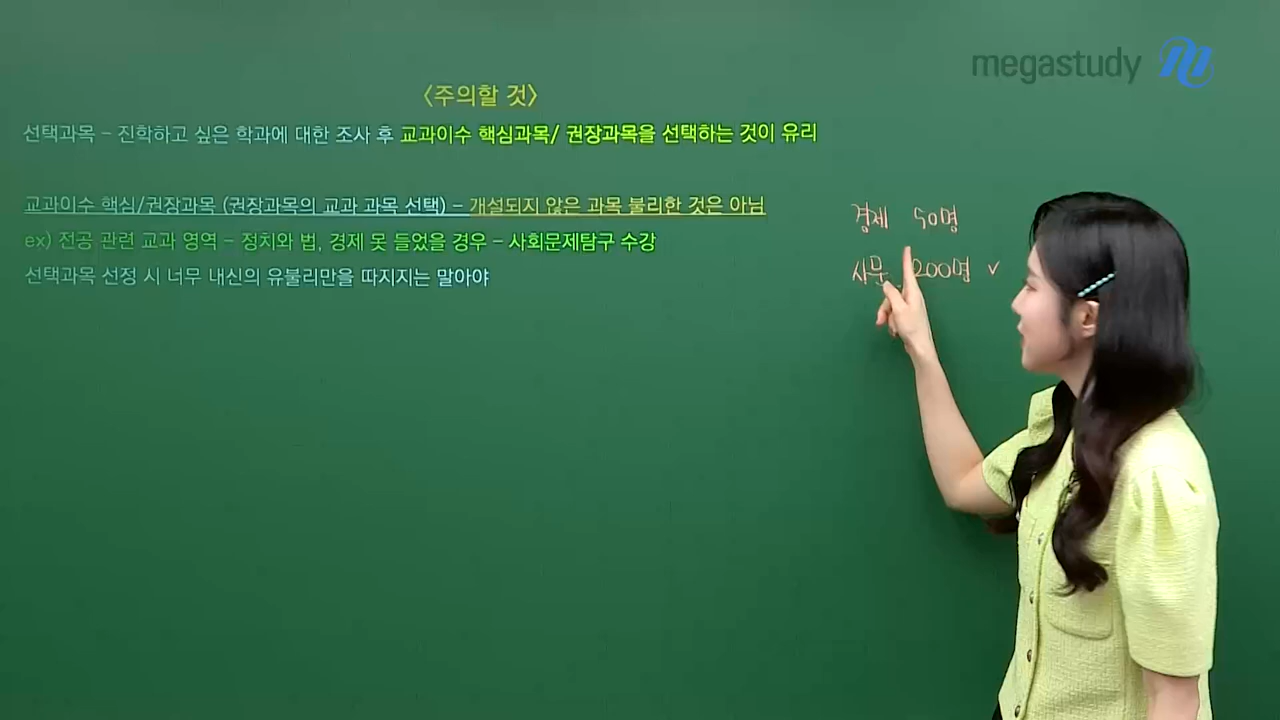 megastudy
〈주의할 것〉
선택과목 – 진학하고 싶은 학과에 대한 조사 후 교과이수 핵심과목/ 권장과목을 선택하는 것이 유리
교과이수 핵심/권장과목 (권장과목의 교과 과목 선택) – 개설되지 않은 과목 불리한 것은 아님
ex) 전공 관련 교과 영역 – 정치와 법, 경제 못 들었을 경우 – 사회문제탐구 수강
선택과목 선정 시 너무 내신의 유불리만을 따지지는 말아야
경제 50명
사문 200명 ✓